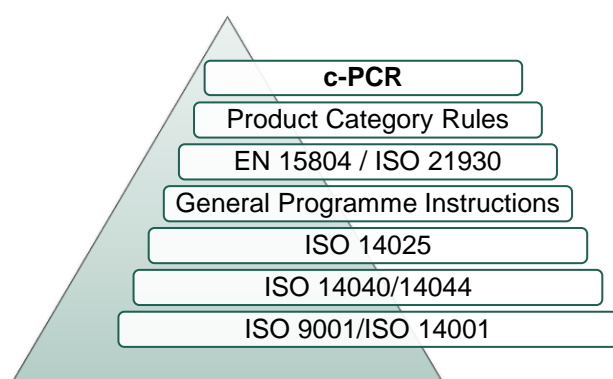 c-PCR
Product Category Rules
EN 15804 / ISO 21930
General Programme Instructions
ISO 14025
ISO 14040/14044
ISO 9001/ISO 14001